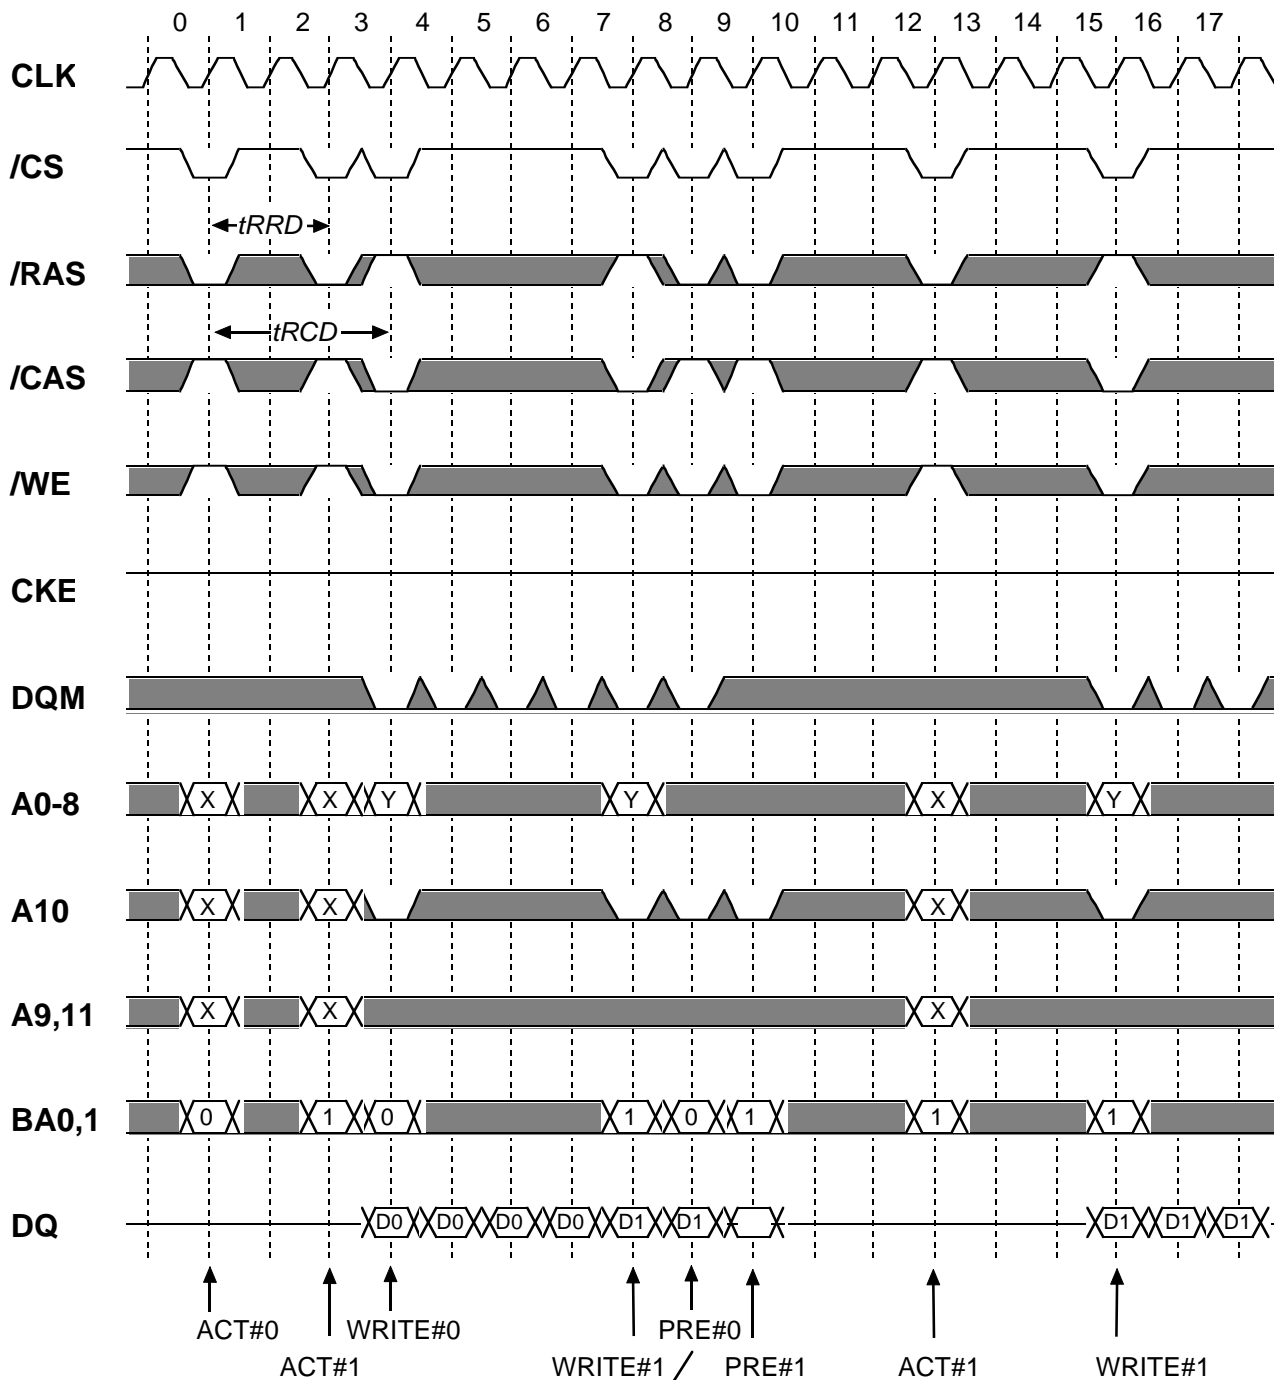 0 1 2 3 4 5 6 7 8 9 10 11 12 13 14 15 16 17
CLK
/CS
tRRD
/RAS
tRCD
/CAS
/WE
CKE
DQM
A0-8 X X Y Y X Y
A10 X X X
A9,11 X X X
BA0,1 0 1 0 1 0 1 1 1
DQ D0 D0 D0 D0 D1 D1 D1 D1 D1
ACT#0 WRITE#0 PRE#0
ACT#1 WRITE#1 PRE#1 ACT#1 WRITE#1